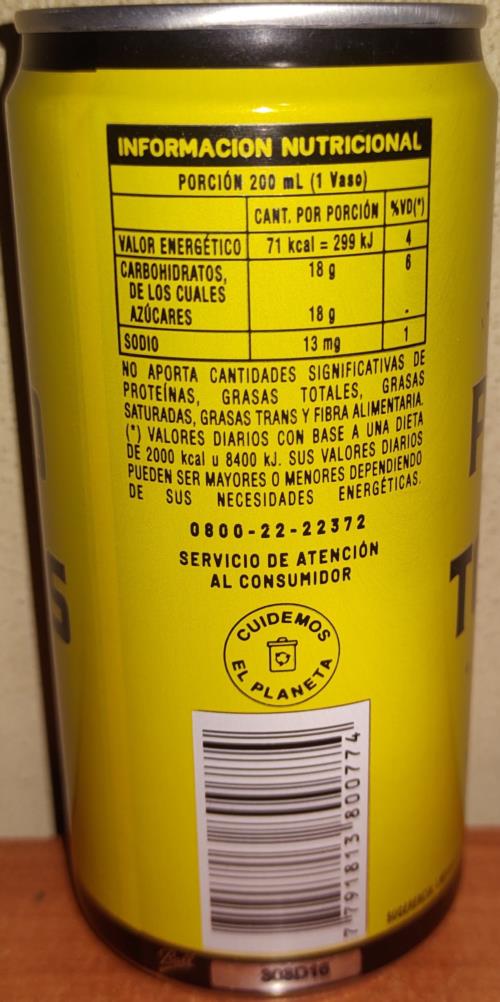 INFORMACION NUTRICIONAL
PORCIÓN 200 mL (1 Vaso)
CANT. POR PORCIÓN %VD(*)
VALOR ENERGÉTICO 71 kcal = 299 kJ 4
CARBOHIDRATOS, 18 g 6
DE LOS CUALES
AZÚCARES 18 g -
SODIO 13 mg 1
NO APORTA CANTIDADES SIGNIFICATIVAS DE
PROTEÍNAS, GRASAS TOTALES, GRASAS
SATURADAS, GRASAS TRANS Y FIBRA ALIMENTARIA.
(*) VALORES DIARIOS CON BASE A UNA DIETA
DE 2000 kcal u 8400 kJ. SUS VALORES DIARIOS
PUEDEN SER MAYORES O MENORES DEPENDIENDO
DE SUS NECESIDADES ENERGÉTICAS.
0800-22-22372
SERVICIO DE ATENCIÓN
AL CONSUMIDOR
CUIDEMOS
EL PLANETA
7 791813 800774
Ball